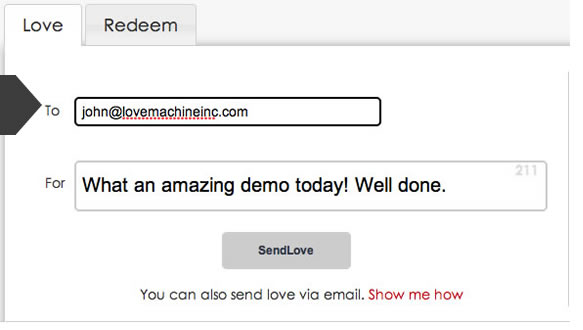 Love Redeem
To john@lovemachineinc.com
211
For What an amazing demo today! Well done.
SendLove
You can also send love via email. Show me how